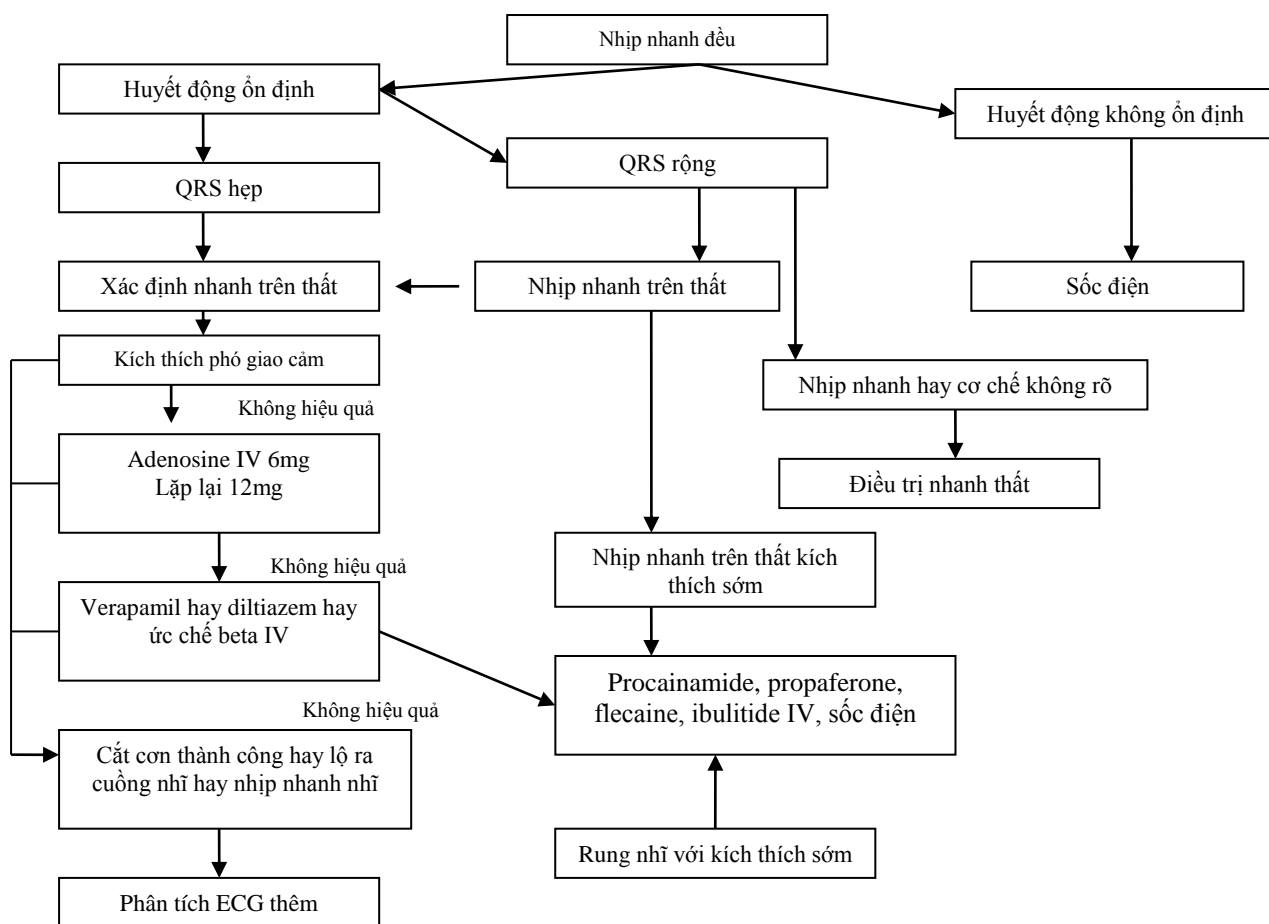 Nhịp nhanh đều
Huyết động ổn định
Huyết động không ổn định
QRS rộng
QRS hẹp
Xác định nhanh trên thất
Nhịp nhanh trên thất
Sốc điện
Kích thích phó giao cảm
Nhịp nhanh hay cơ chế không rõ
Không hiệu quả
Adenosine IV 6mg
Lặp lại 12mg
Điều trị nhanh thất
Nhịp nhanh trên thất kích
thích sớm
Không hiệu quả
Verapamil hay diltiazem hay
ức chế beta IV
Procainamide, propaferone,
flecaine, ibulitide IV, sốc điện
Không hiệu quả
Cắt cơn thành công hay lộ ra
cuồng nhĩ hay nhịp nhanh nhĩ
Rung nhĩ với kích thích sớm
Phân tích ECG thêm